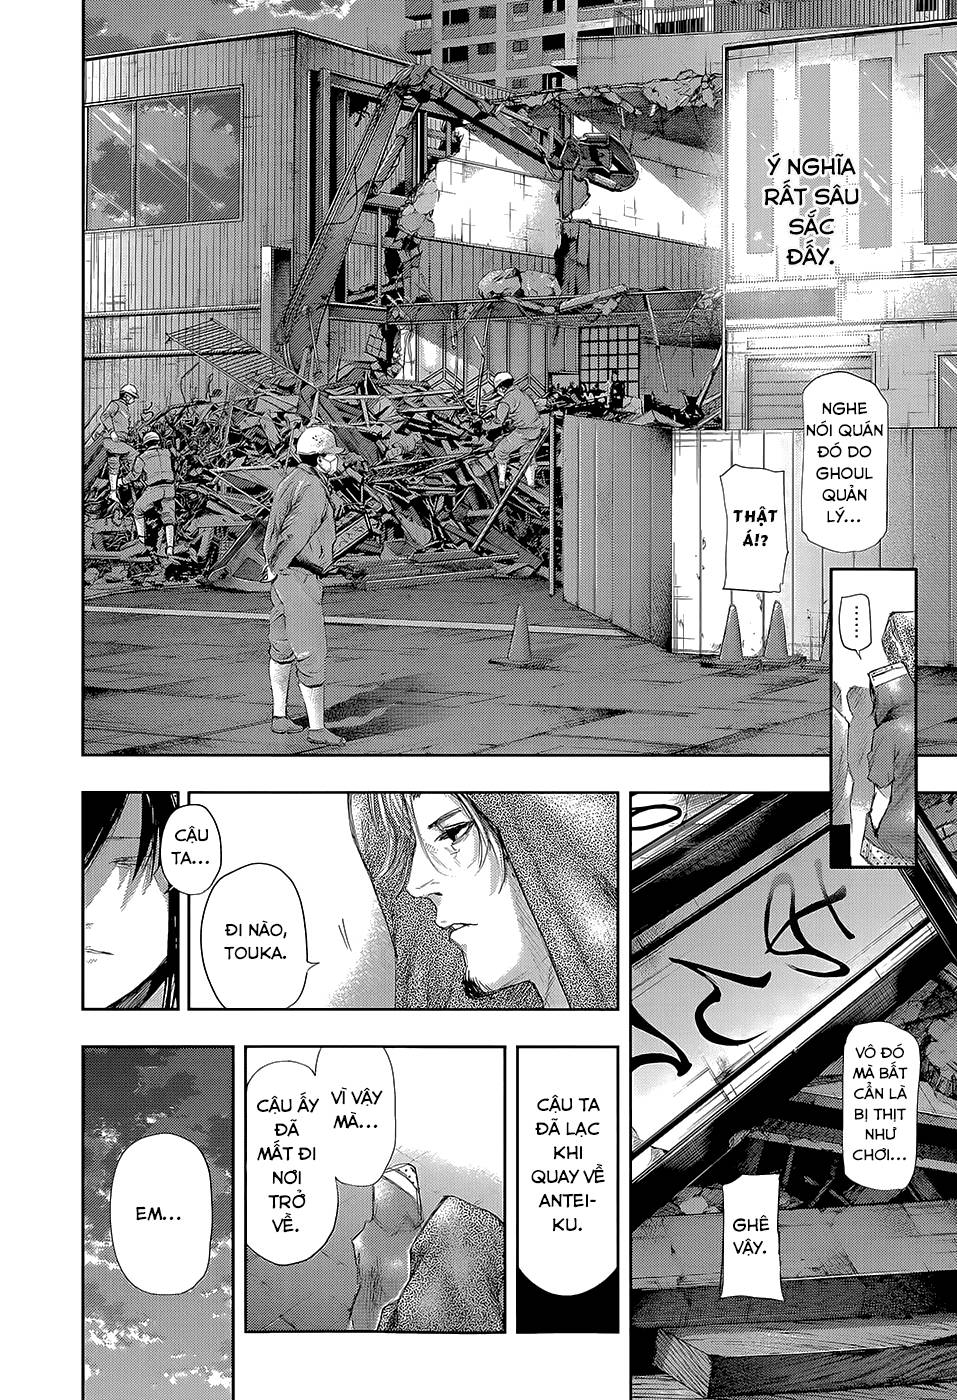 Ý NGHĨA
RẤT SÂU
SẮC
ĐẤY.
NGHE
NÓI QUÁN
ĐÓ DO
GHOUL
QUẢN
LÝ...
THẬT
Á!?
......
VÔ ĐÓ
MÀ BẤT
CẨN LÀ
BỊ THỊT
NHƯ
CHƠI...
GHÊ
VẬY.
ĐI NÀO,
TOUKA.
CẬU
TA...
CẬU TA
ĐÃ LẠC
KHI
QUAY VỀ
ANTEI-
KU.
VÌ VẬY
MÀ...
CẬU ẤY
ĐÃ
MẤT ĐI
NƠI
TRỞ
VỀ.
EM...